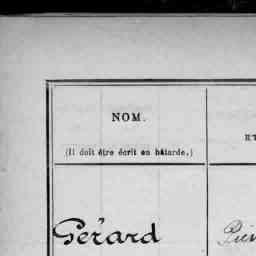 NOM.
(Il doit être écrit en bâtarde.)
Gérard